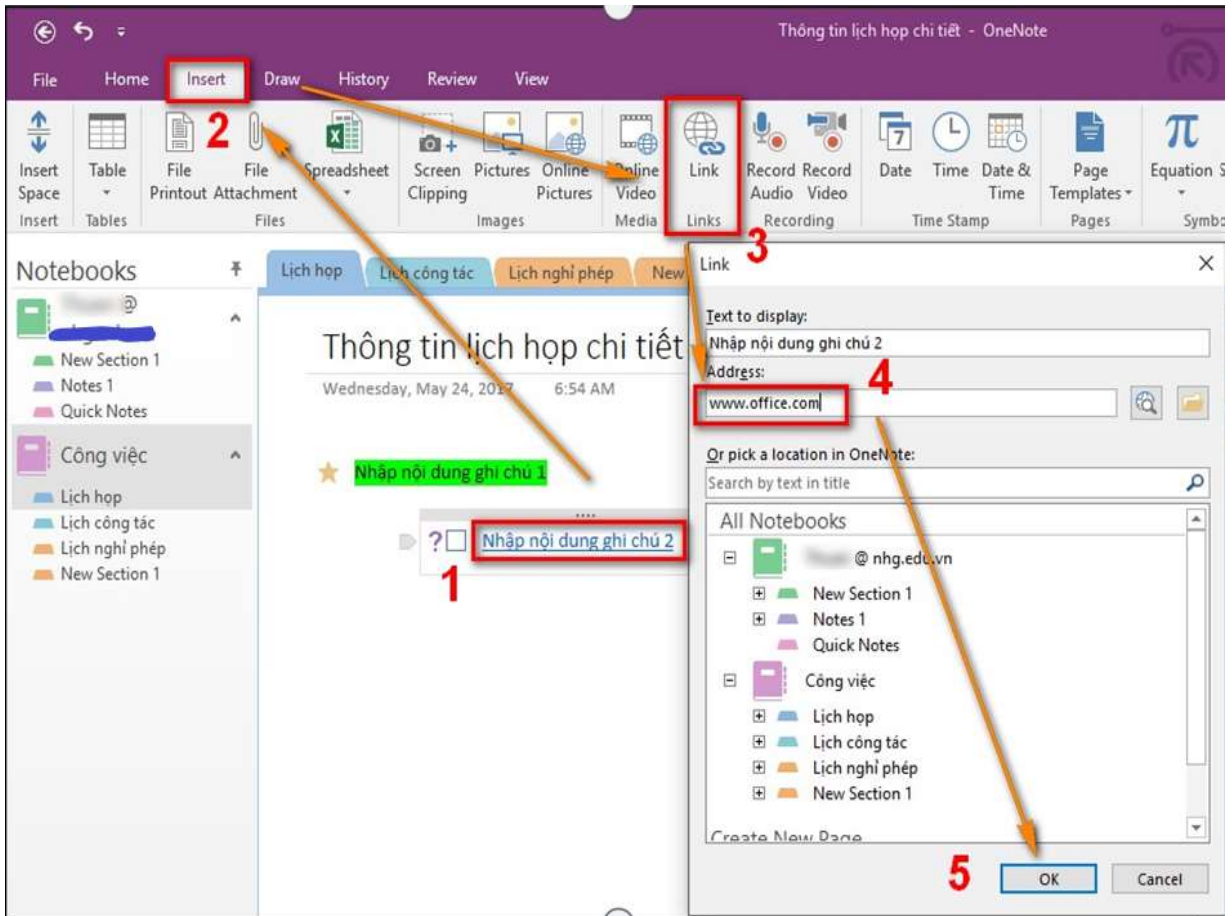 Thông tin lịch họp chi tiết - OneNote
File Home Insert Draw History Review View
2
Insert Space
Table
File Printout
File Attachment
Spreadsheet
Screen Clipping
Pictures
Online Pictures
Online Video
Link
Record Audio
Record Video
Date
Time
Date & Time
Page Templates
Equation
Insert Tables Files Images Media Links Recording Time Stamp Pages
3
Notebooks
@
New Section 1
Notes 1
Quick Notes
Công việc
Lịch họp
Lịch công tác
Lịch nghỉ phép
New Section 1
Lịch họp Lịch công tác Lịch nghỉ phép New
Thông tin lịch họp chi tiết
Wednesday, May 24, 2017 6:54 AM
Nhập nội dung ghi chú 1
? Nhập nội dung ghi chú 2
1
Link
Text to display:
Nhập nội dung ghi chú 2
Address:
4
www.office.com
Or pick a location in OneNote:
Search by text in title
All Notebooks
@ nhg.edu.vn
New Section 1
Notes 1
Quick Notes
Công việc
Lịch họp
Lịch công tác
Lịch nghỉ phép
New Section 1
Create New Page
5
OK Cancel